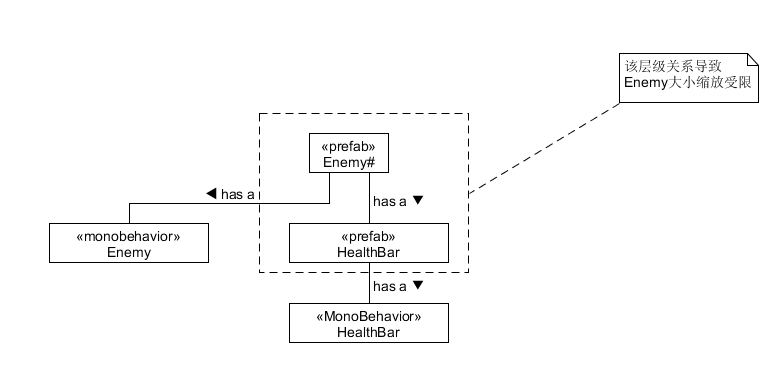 该层级关系导致
Enemy大小缩放受限
«prefab»
Enemy#
◀ has a
has a ▼
«monobehavior»
Enemy
«prefab»
HealthBar
has a ▼
«MonoBehavior»
HealthBar